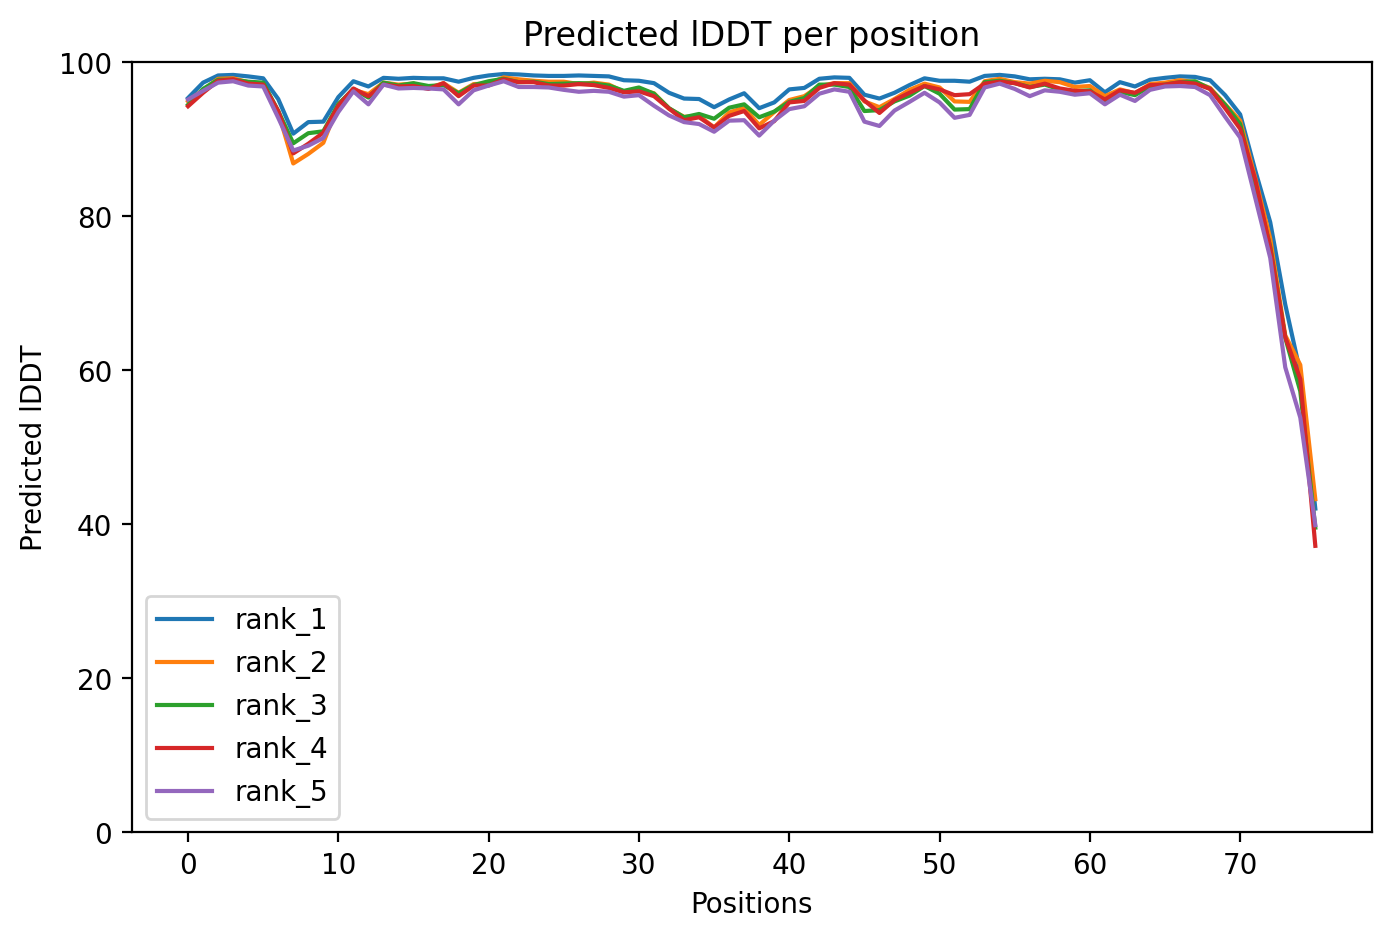 Predicted lDDT per position
100
80
60
40
20
0
Predicted lDDT
rank_1
rank_2
rank_3
rank_4
rank_5
0 10 20 30 40 50 60 70
Positions